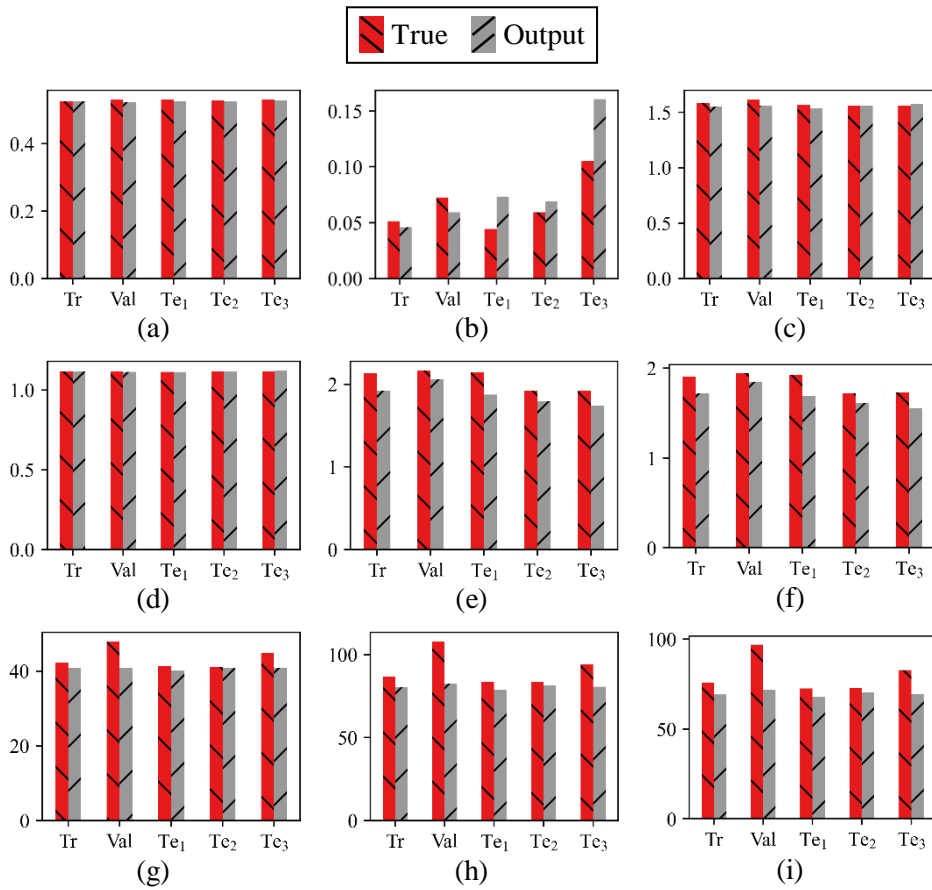 True Output
0.4
0.2
0.0
Tr Val Te₁ Te₂ Te₃
(a)
0.15
0.10
0.05
0.00
Tr Val Te₁ Te₂ Te₃
(b)
1.5
1.0
0.5
0.0
Tr Val Te₁ Te₂ Te₃
(c)
1.0
0.5
0.0
Tr Val Te₁ Te₂ Te₃
(d)
2
1
0
Tr Val Te₁ Te₂ Te₃
(e)
2
1
0
Tr Val Te₁ Te₂ Te₃
(f)
40
20
0
Tr Val Te₁ Te₂ Te₃
(g)
100
50
0
Tr Val Te₁ Te₂ Te₃
(h)
100
50
0
Tr Val Te₁ Te₂ Te₃
(i)